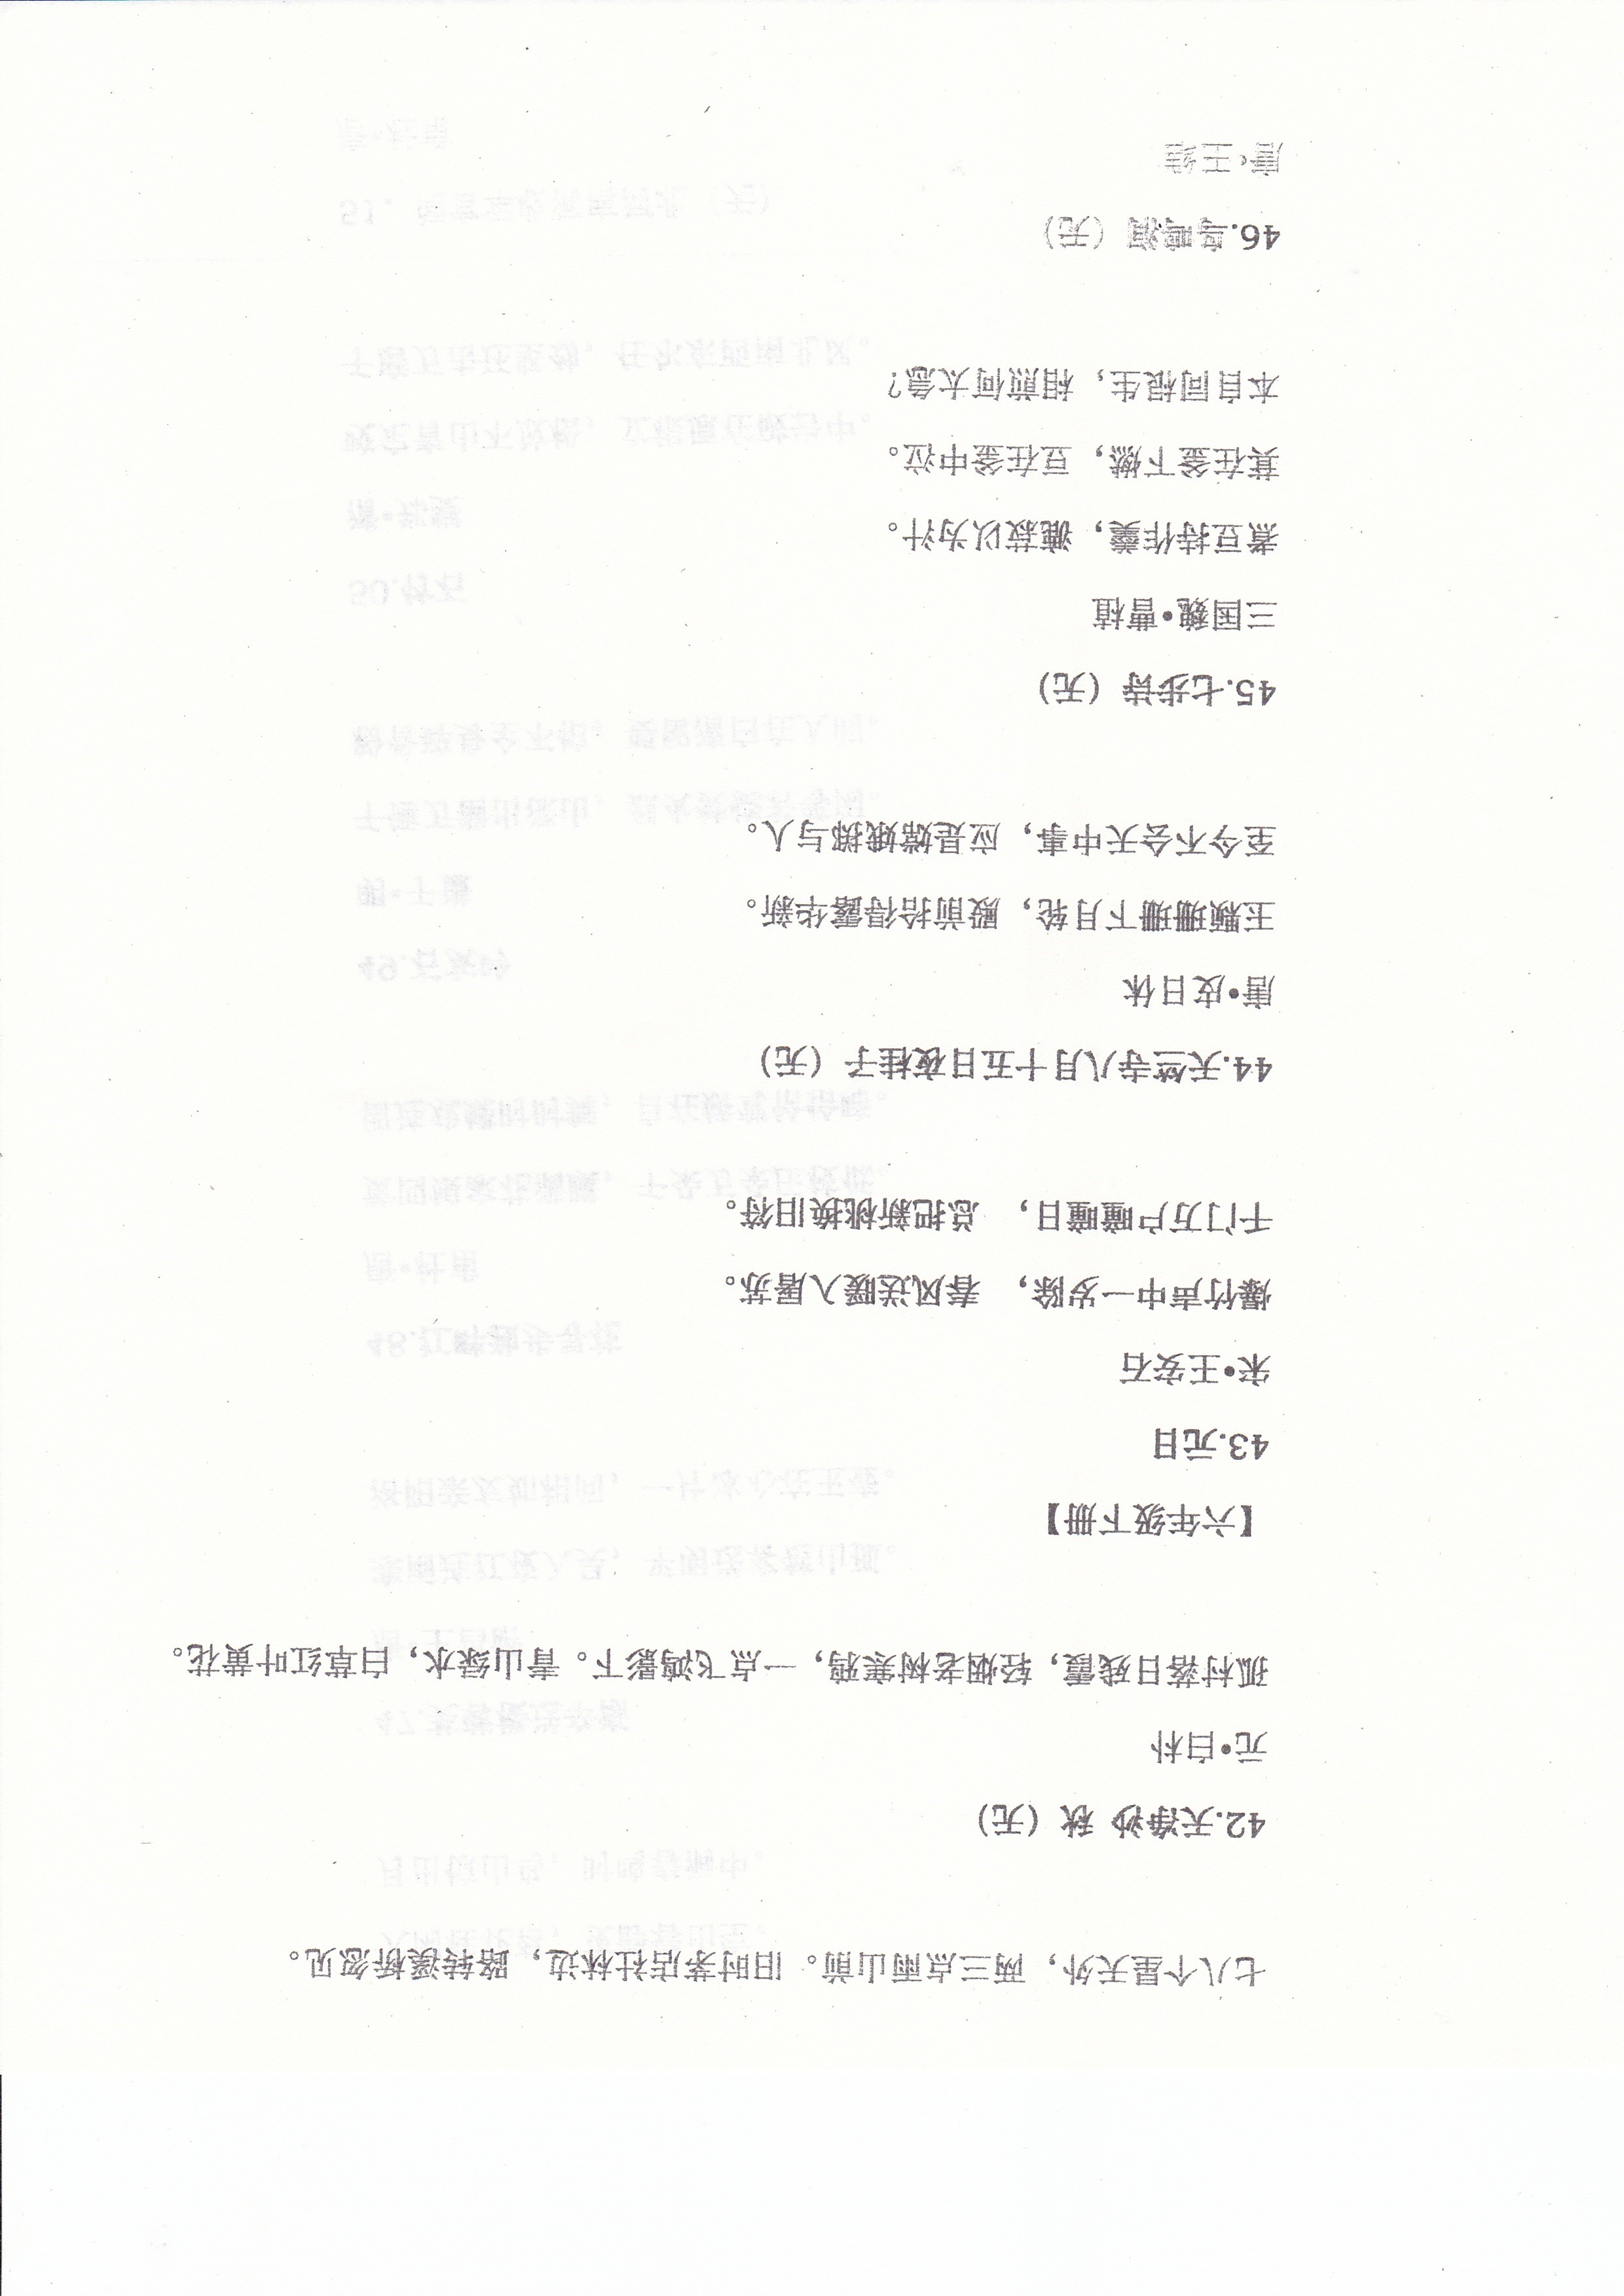 七八个星天外，两三点雨山前。旧时茅店社林边，路转溪桥忽见。
42.天净沙 秋（无）
元•白朴
孤村落日残霞，轻烟老树寒鸦，一点飞鸿影下。青山绿水，白草红叶黄花。
【六年级下册】
43.元日
宋•王安石
爆竹声中一岁除， 春风送暖入屠苏。
千门万户曈曈日， 总把新桃换旧符。
44.天竺寺八月十五日夜桂子（无）
唐•皮日休
玉颗珊珊下月轮，殿前拾得露华新。
至今不会天中事，应是嫦娥掷与人。
45.七步诗（无）
三国魏•曹植
煮豆持作羹，漉菽以为汁。
萁在釜下燃，豆在釜中泣。
本自同根生，相煎何太急?
46.鸟鸣涧（无）
唐•王维